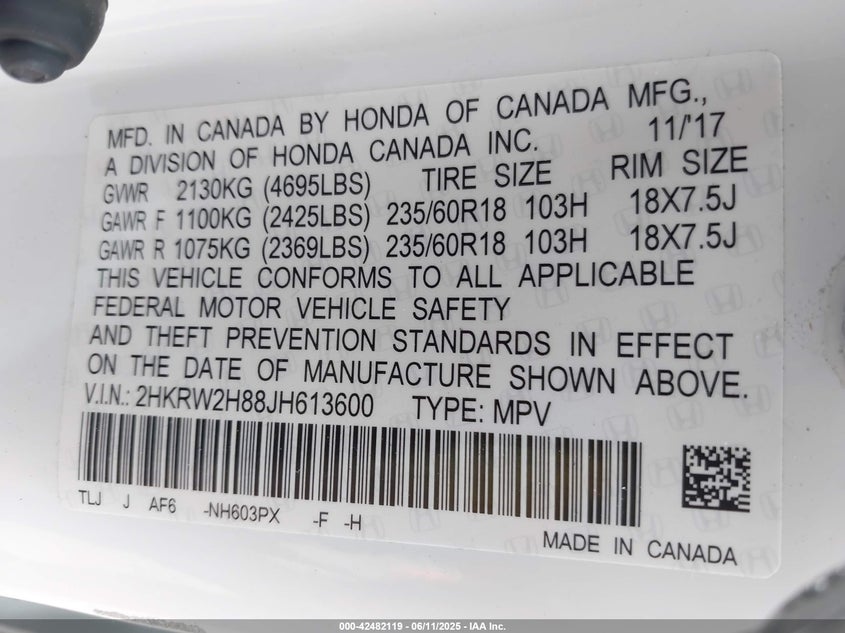 MFD. IN CANADA BY HONDA OF CANADA MFG.,
A DIVISION OF HONDA CANADA INC. 11/'17
GVWR 2130KG (4695LBS) TIRE SIZE RIM SIZE
GAWR F 1100KG (2425LBS) 235/60R18 103H 18X7.5J
GAWR R 1075KG (2369LBS) 235/60R18 103H 18X7.5J
THIS VEHICLE CONFORMS TO ALL APPLICABLE
FEDERAL MOTOR VEHICLE SAFETY
AND THEFT PREVENTION STANDARDS IN EFFECT
ON THE DATE OF MANUFACTURE SHOWN ABOVE.
V.I.N.: 2HKRW2H88JH613600 TYPE: MPV
TLJ J AF6 -NH603PX -F -H
MADE IN CANADA
000-42482119 - 06/11/2025 - IAA Inc.